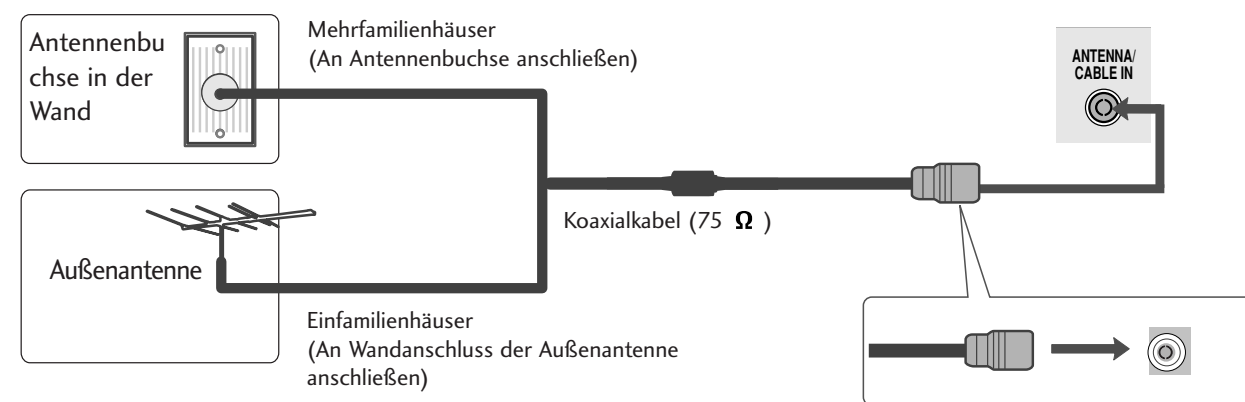 Antennenbu
chse in der
Wand
Mehrfamilienhäuser
(An Antennenbuchse anschließen)
ANTENNA/
CABLE IN
Koaxialkabel (75 Ω )
Außenantenne
Einfamilienhäuser
(An Wandanschluss der Außenantenne
anschließen)